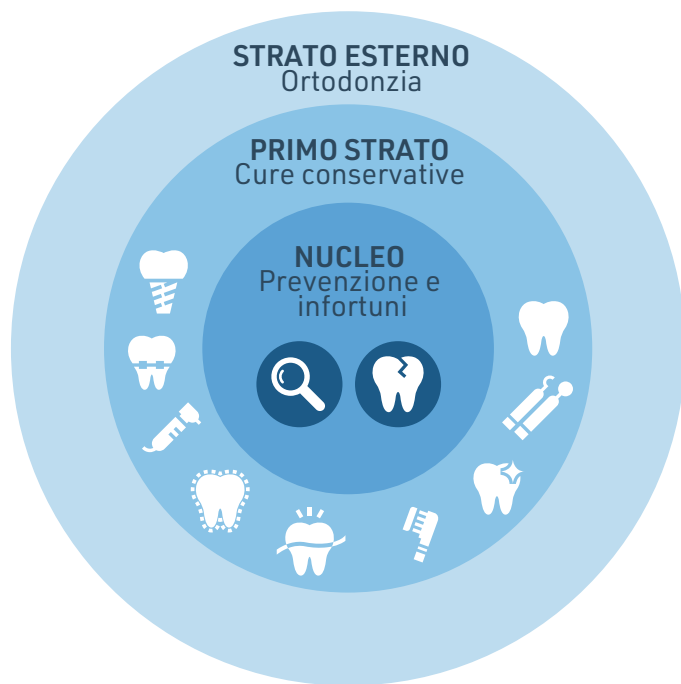 STRATO ESTERNO
Ortodonzia
PRIMO STRATO
Cure conservative
NUCLEO
Prevenzione e
infortuni